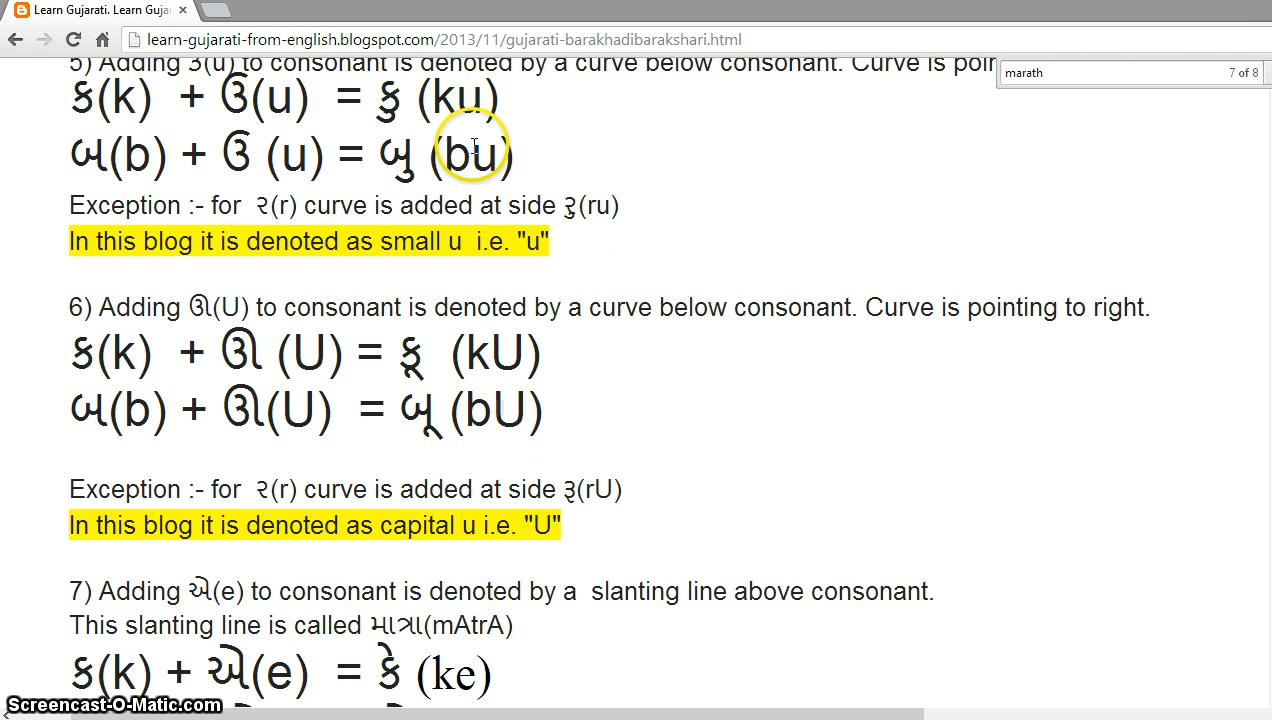 Learn Gujarati. Learn Guja
learn-gujarati-from-english.blogspot.com/2013/11/gujarati-barakhadibarakshari.html
marath 7 of 8
5) Adding ઉ(u) to consonant is denoted by a curve below consonant. Curve is poin
ક(k) + ઉ(u) = કુ (ku)
બ(b) + ઉ (u) = બુ (bu)
Exception :- for ર(r) curve is added at side રુ(ru)
In this blog it is denoted as small u i.e. "u"
6) Adding ઊ(U) to consonant is denoted by a curve below consonant. Curve is pointing to right.
ક(k) + ઊ (U) = કૂ (kU)
બ(b) + ઊ(U) = બૂ (bU)
Exception :- for ર(r) curve is added at side રૂ(rU)
In this blog it is denoted as capital u i.e. "U"
7) Adding એ(e) to consonant is denoted by a slanting line above consonant.
This slanting line is called માત્રા(mAtrA)
ક(k) + એ(e) = કે (ke)
Screencast-O-Matic.com